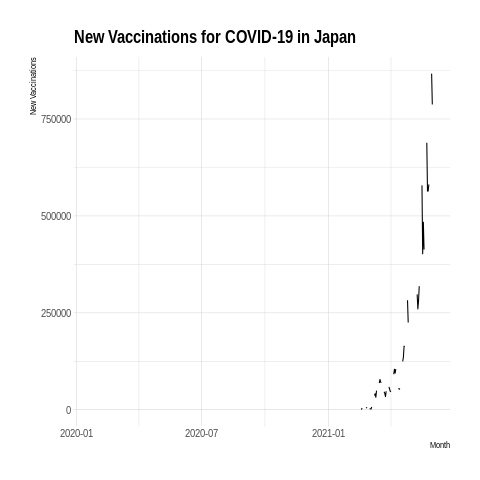 New Vaccinations for COVID-19 in Japan
New Vaccinations
750000
500000
250000
0
2020-01 2020-07 2021-01
Month